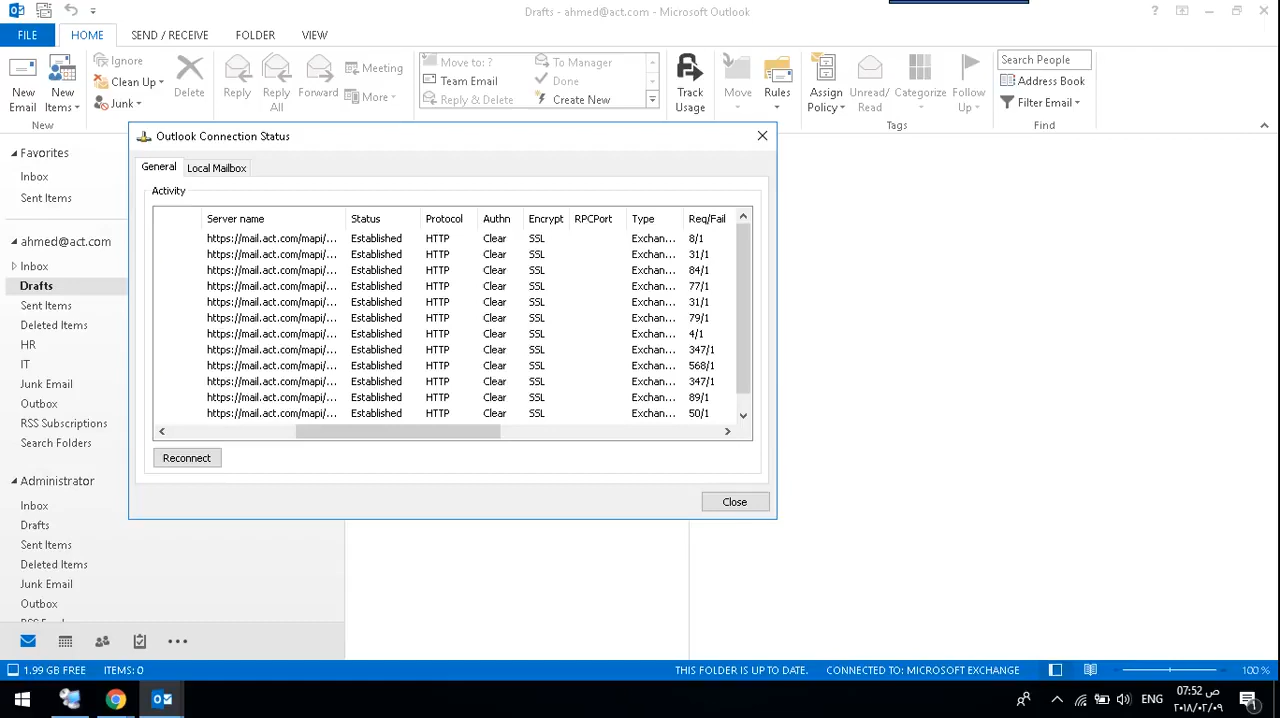 Drafts - ahmed@act.com - Microsoft Outlook
FILE HOME SEND / RECEIVE FOLDER VIEW
New Email
New Items
Ignore
Clean Up
Junk
Delete
Reply
Reply All
Forward
Meeting
More
Move to: ?
Team Email
Reply & Delete
To Manager
Done
Create New
Track Usage
Move
Rules
Assign Policy
Unread/ Read
Categorize
Follow Up
Search People
Address Book
Filter Email
New
Tags
Find
Favorites
Inbox
Sent Items
ahmed@act.com
Inbox
Drafts
Sent Items
Deleted Items
HR
IT
Junk Email
Outbox
RSS Subscriptions
Search Folders
Administrator
Inbox
Drafts
Sent Items
Deleted Items
Junk Email
Outbox
Outlook Connection Status
General Local Mailbox
Activity
Server name Status Protocol Authn Encrypt RPCPort Type Req/Fail
https://mail.act.com/mapi/... Established HTTP Clear SSL Exchan... 8/1
https://mail.act.com/mapi/... Established HTTP Clear SSL Exchan... 31/1
https://mail.act.com/mapi/... Established HTTP Clear SSL Exchan... 84/1
https://mail.act.com/mapi/... Established HTTP Clear SSL Exchan... 77/1
https://mail.act.com/mapi/... Established HTTP Clear SSL Exchan... 31/1
https://mail.act.com/mapi/... Established HTTP Clear SSL Exchan... 79/1
https://mail.act.com/mapi/... Established HTTP Clear SSL Exchan... 4/1
https://mail.act.com/mapi/... Established HTTP Clear SSL Exchan... 347/1
https://mail.act.com/mapi/... Established HTTP Clear SSL Exchan... 568/1
https://mail.act.com/mapi/... Established HTTP Clear SSL Exchan... 347/1
https://mail.act.com/mapi/... Established HTTP Clear SSL Exchan... 89/1
https://mail.act.com/mapi/... Established HTTP Clear SSL Exchan... 50/1
Reconnect
Close
1.99 GB FREE ITEMS: 0 THIS FOLDER IS UP TO DATE. CONNECTED TO: MICROSOFT EXCHANGE 100 %
ENG
07:52 ص
٢٠١٨/٠٢/٠٩
1